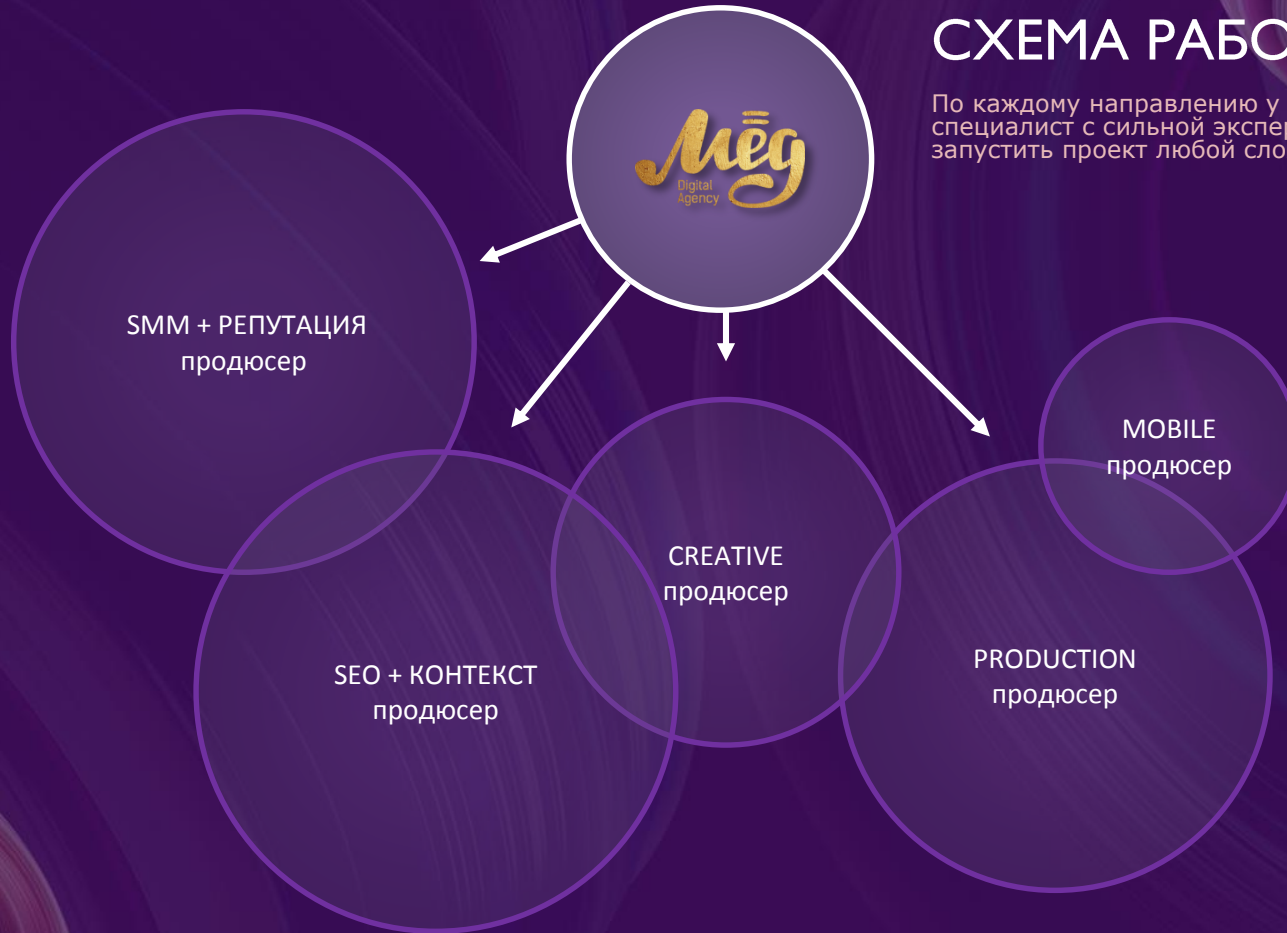 СХЕМА РАБО
По каждому направлению у
специалист с сильной экспер
запустить проект любой сло
Мёд
Digital
Agency
SMM + РЕПУТАЦИЯ
продюсер
MOBILE
продюсер
CREATIVE
продюсер
SEO + КОНТЕКСТ
продюсер
PRODUCTION
продюсер